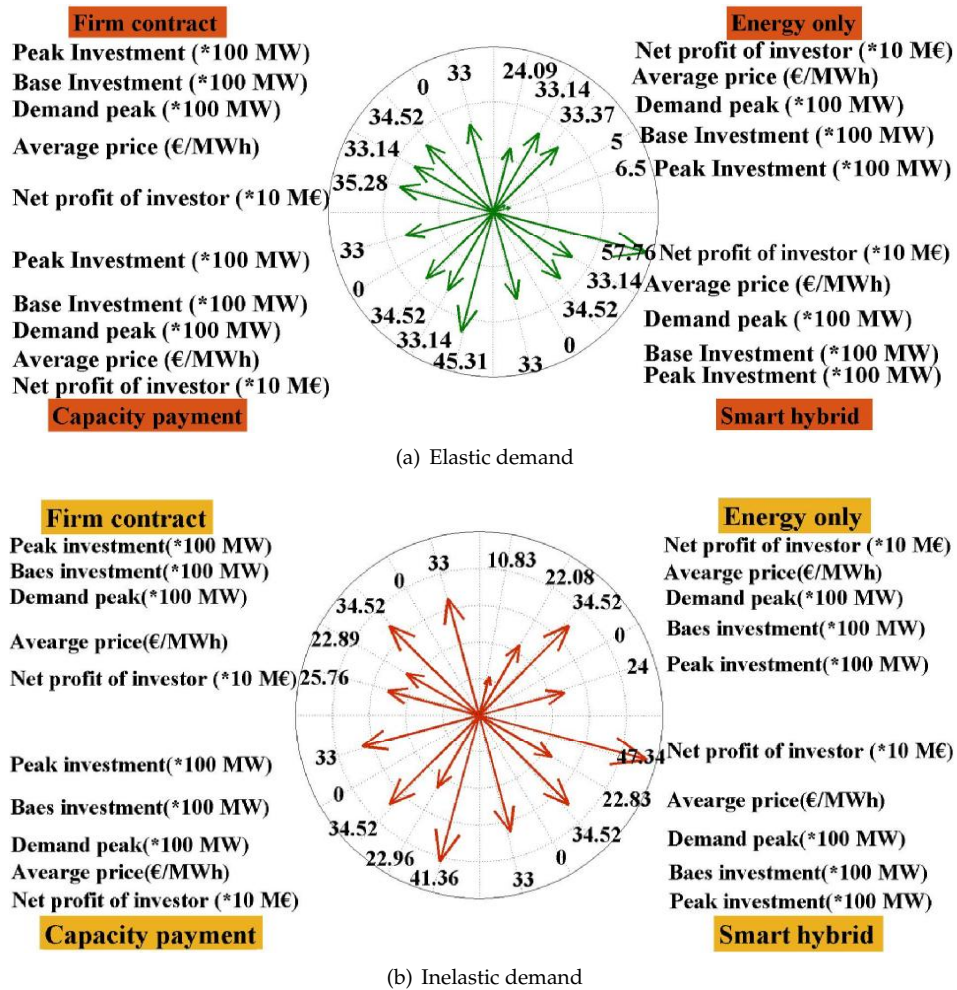 Firm contract
Peak Investment (*100 MW)
Base Investment (*100 MW)
Demand peak (*100 MW)
Average price (€/MWh)
Net profit of investor (*10 M€)
Peak Investment (*100 MW)
Base Investment (*100 MW)
Demand peak (*100 MW)
Average price (€/MWh)
Net profit of investor (*10 M€)
Capacity payment
33
0
34.52
33.14
35.28
33
0
34.52
33.14
45.31
24.09
33.14
33.37
5
6.5
57.76
33.14
34.52
0
33
Energy only
Net profit of investor (*10 M€)
Average price (€/MWh)
Demand peak (*100 MW)
Base Investment (*100 MW)
Peak Investment (*100 MW)
Net profit of investor (*10 M€)
Average price (€/MWh)
Demand peak (*100 MW)
Base Investment (*100 MW)
Peak Investment (*100 MW)
Smart hybrid
(a) Elastic demand
Firm contract
Peak investment(*100 MW)
Baes investment(*100 MW)
Demand peak(*100 MW)
Avearge price(€/MWh)
Net profit of investor (*10 M€)
Peak investment(*100 MW)
Baes investment(*100 MW)
Demand peak(*100 MW)
Avearge price(€/MWh)
Net profit of investor (*10 M€)
Capacity payment
33
0
34.52
22.89
25.76
33
0
34.52
22.96
41.36
10.83
22.08
34.52
0
24
47.34
22.83
34.52
0
33
Energy only
Net profit of investor (*10 M€)
Avearge price(€/MWh)
Demand peak(*100 MW)
Baes investment(*100 MW)
Peak investment(*100 MW)
Net profit of investor (*10 M€)
Avearge price(€/MWh)
Demand peak(*100 MW)
Baes investment(*100 MW)
Peak investment(*100 MW)
Smart hybrid
(b) Inelastic demand